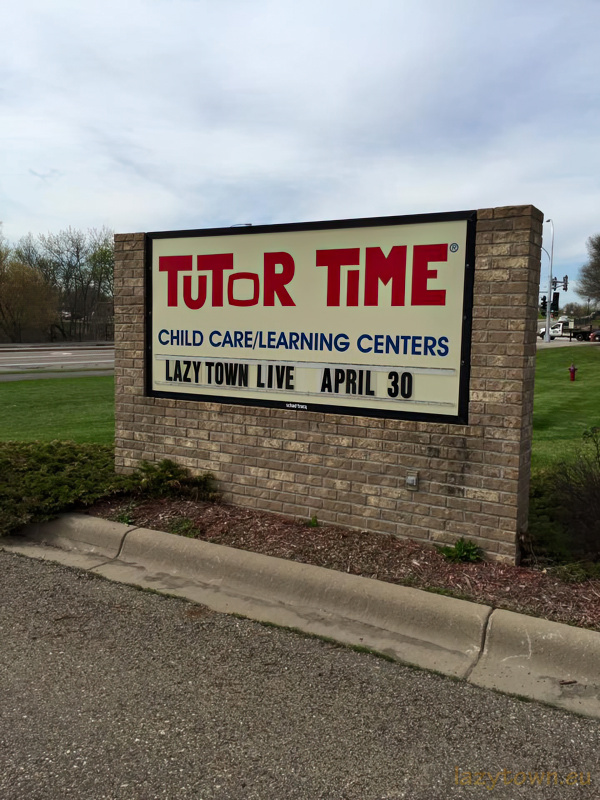 TUTOR TIME®
CHILD CARE/LEARNING CENTERS
LAZY TOWN LIVE APRIL 30
lazytown.eu